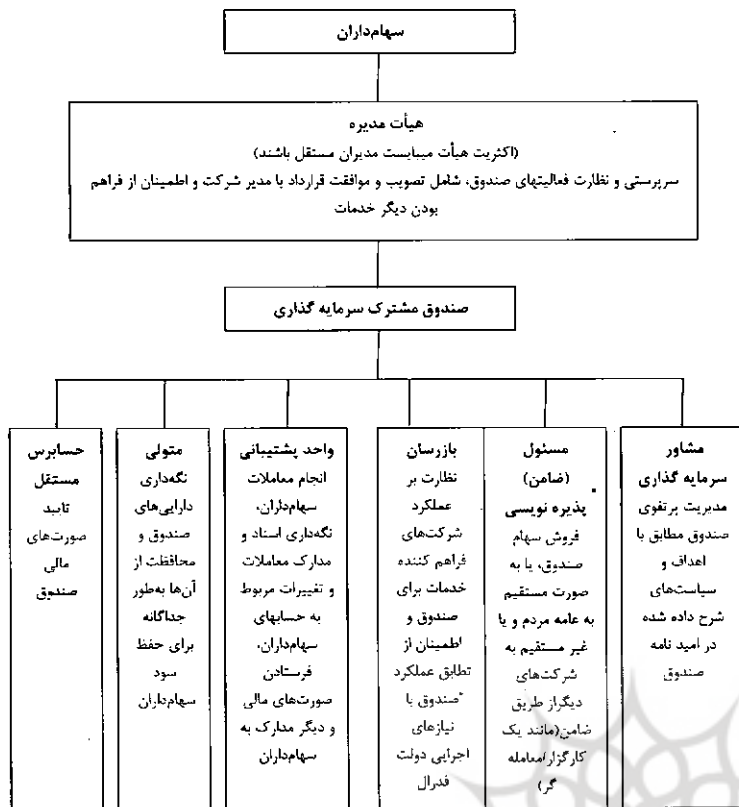 سهام‌داران
هیأت مدیره
(اکثریت هیأت میبایست مدیران مستقل باشند)
سرپرستی و نظارت فعالیتهای صندوق، شامل تصویب و موافقت قرارداد با مدیر شرکت و اطمینان از فراهم
بودن دیگر خدمات
صندوق مشترک سرمایه گذاری
مشاور
سرمایه گذاری
مدیریت پرتفوی
صندوق مطابق با
اهداف و
سیاست‌های
شرح داده شده
در امید نامه
صندوق
مسئول
(ضامن)
پذیره نویسی
فروش سهام
صندوق، یا به
صورت مستقیم
به عامه مردم و یا
غیر مستقیم به
شرکت‌های
دیگراز طریق
ضامن(مانند یک
کارگزار/معامله
گر)
بازرسان
نظارت بر
عملکرد
شرکت‌های
فراهم کننده
خدمات برای
صندوق و
اطمینان از
تطابق عملکرد
صندوق با
نیازهای
اجرایی دولت
فدرال
واحد پشتیبانی
انجام معاملات
سهام‌داران،
نگه‌داری اسناد و
مدارک معاملات
و تغییرات مربوط
به حسابهای
سهام‌داران،
فرستادن
صورت‌های مالی
و دیگر مدارک به
سهام‌داران
متولی
نگه‌داری
دارایی‌های
صندوق و
محافظت از
آن‌ها به‌طور
جداگانه
برای حفظ
سود
سهام‌داران
حسابرس
مستقل
تایید
صورت‌های
مالی
صندوق